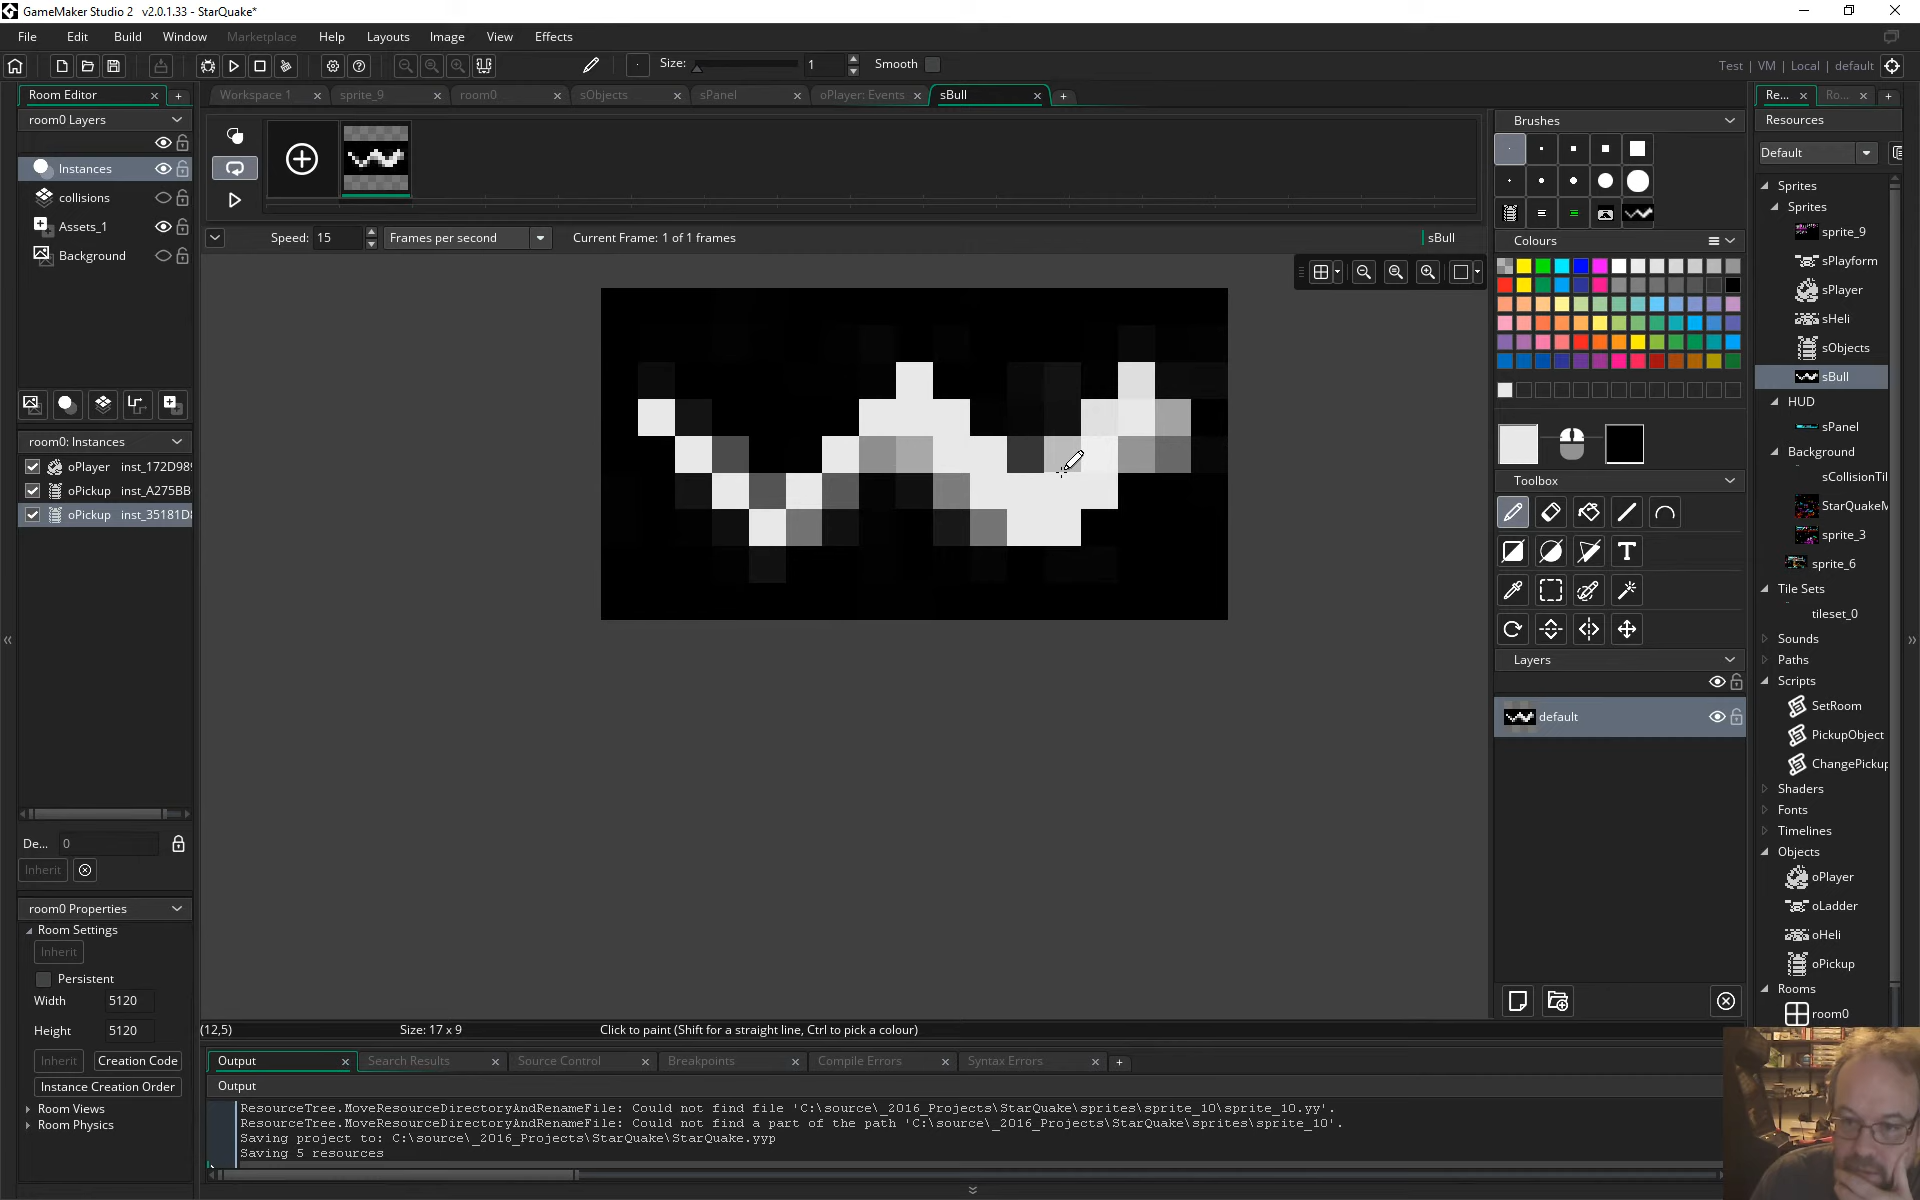 GameMaker Studio 2 v2.0.1.33 - StarQuake*
File Edit Build Window Marketplace Help Layouts Image View Effects
Size: 1 Smooth
Test | VM | Local | default
Room Editor
Workspace 1 sprite_9 room0 sObjects sPanel oPlayer: Events sBull
Re... Ro...
room0 Layers
Instances
collisions
Assets_1
Background
Speed: 15 Frames per second Current Frame: 1 of 1 frames
sBull
room0: Instances
oPlayer inst_172D98
oPickup inst_A275BB
oPickup inst_35181D
De... 0
Inherit
room0 Properties
Room Settings
Inherit
Persistent
Width 5120
Height 5120
Inherit Creation Code
Instance Creation Order
Room Views
Room Physics
Brushes
Colours
Toolbox
T
Layers
default
Resources
Default
Sprites
Sprites
sprite_9
sPlayform
sPlayer
sHeli
sObjects
sBull
HUD
sPanel
Background
sCollisionTil
StarQuakeM
sprite_3
sprite_6
Tile Sets
tileset_0
Sounds
Paths
Scripts
SetRoom
PickupObject
ChangePickup
Shaders
Fonts
Timelines
Objects
oPlayer
oLadder
oHeli
oPickup
Rooms
room0
(12,5) Size: 17 x 9 Click to paint (Shift for a straight line, Ctrl to pick a colour)
Output Search Results Source Control Breakpoints Compile Errors Syntax Errors
Output
ResourceTree.MoveResourceDirectoryAndRenameFile: Could not find file 'C:\source\_2016_Projects\StarQuake\sprites\sprite_10\sprite_10.yy'.
ResourceTree.MoveResourceDirectoryAndRenameFile: Could not find a part of the path 'C:\source\_2016_Projects\StarQuake\sprites\sprite_10'.
Saving project to: C:\source\_2016_Projects\StarQuake\StarQuake.yyp
Saving 5 resources